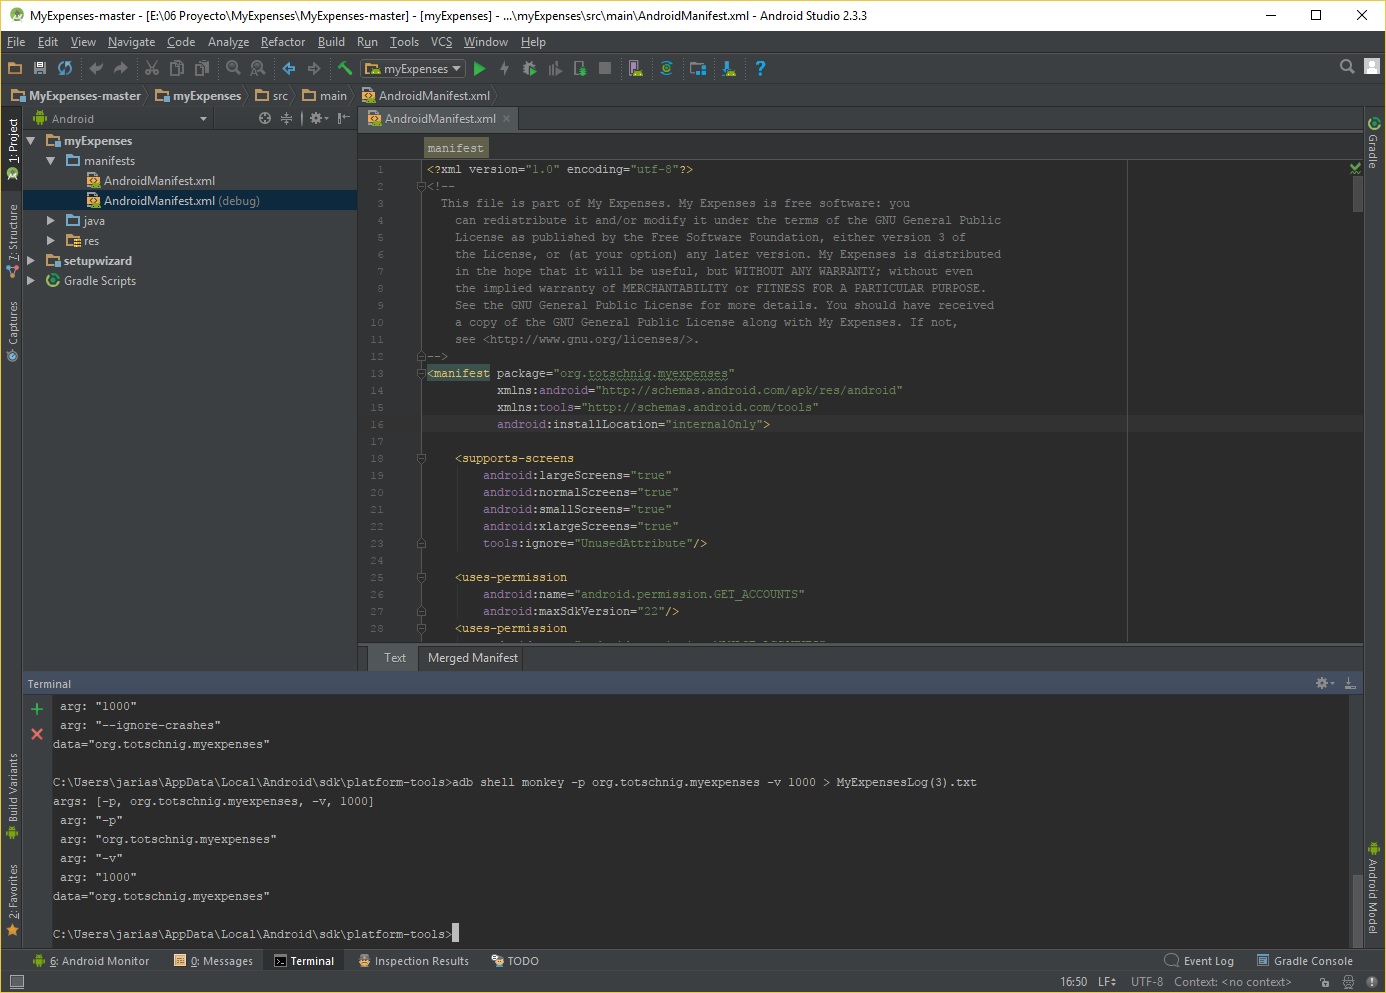 MyExpenses-master - [E:\06 Proyecto\MyExpenses\MyExpenses-master] - [myExpenses] - ...\myExpenses\src\main\AndroidManifest.xml - Android Studio 2.3.3
File Edit View Navigate Code Analyze Refactor Build Run Tools VCS Window Help
myExpenses
MyExpenses-master myExpenses src main AndroidManifest.xml
Android
AndroidManifest.xml
1: Project
7: Structure
Captures
Build Variants
2: Favorites
myExpenses
manifests
AndroidManifest.xml
AndroidManifest.xml (debug)
java
res
setupwizard
Gradle Scripts
manifest
1 <?xml version="1.0" encoding="utf-8"?>
2 <!--
3 This file is part of My Expenses. My Expenses is free software: you
4 can redistribute it and/or modify it under the terms of the GNU General Public
5 License as published by the Free Software Foundation, either version 3 of
6 the License, or (at your option) any later version. My Expenses is distributed
7 in the hope that it will be useful, but WITHOUT ANY WARRANTY; without even
8 the implied warranty of MERCHANTABILITY or FITNESS FOR A PARTICULAR PURPOSE.
9 See the GNU General Public License for more details. You should have received
10 a copy of the GNU General Public License along with My Expenses. If not,
11 see <http://www.gnu.org/licenses/>.
12 -->
13 <manifest package="org.totschnig.myexpenses"
14 xmlns:android="http://schemas.android.com/apk/res/android"
15 xmlns:tools="http://schemas.android.com/tools"
16 android:installLocation="internalOnly">
17
18 <supports-screens
19 android:largeScreens="true"
20 android:normalScreens="true"
21 android:smallScreens="true"
22 android:xlargeScreens="true"
23 tools:ignore="UnusedAttribute"/>
24
25 <uses-permission
26 android:name="android.permission.GET_ACCOUNTS"
27 android:maxSdkVersion="22"/>
28 <uses-permission
Text Merged Manifest
Gradle
Android Model
Terminal
arg: "1000"
arg: "--ignore-crashes"
data="org.totschnig.myexpenses"
C:\Users\jarias\AppData\Local\Android\sdk\platform-tools>adb shell monkey -p org.totschnig.myexpenses -v 1000 > MyExpensesLog(3).txt
args: [-p, org.totschnig.myexpenses, -v, 1000]
arg: "-p"
arg: "org.totschnig.myexpenses"
arg: "-v"
arg: "1000"
data="org.totschnig.myexpenses"
C:\Users\jarias\AppData\Local\Android\sdk\platform-tools>
6: Android Monitor 0: Messages Terminal Inspection Results TODO Event Log Gradle Console
16:50 LF UTF-8 Context: <no context>